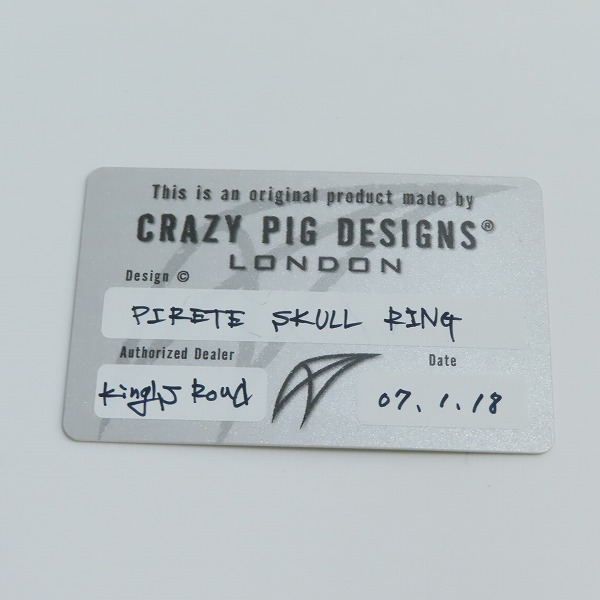 This is an original product made by
CRAZY PIG DESIGNS®
LONDON
Design ©
PIRETE SKULL RING
Authorized Dealer
Date
King's Road
07.1.18